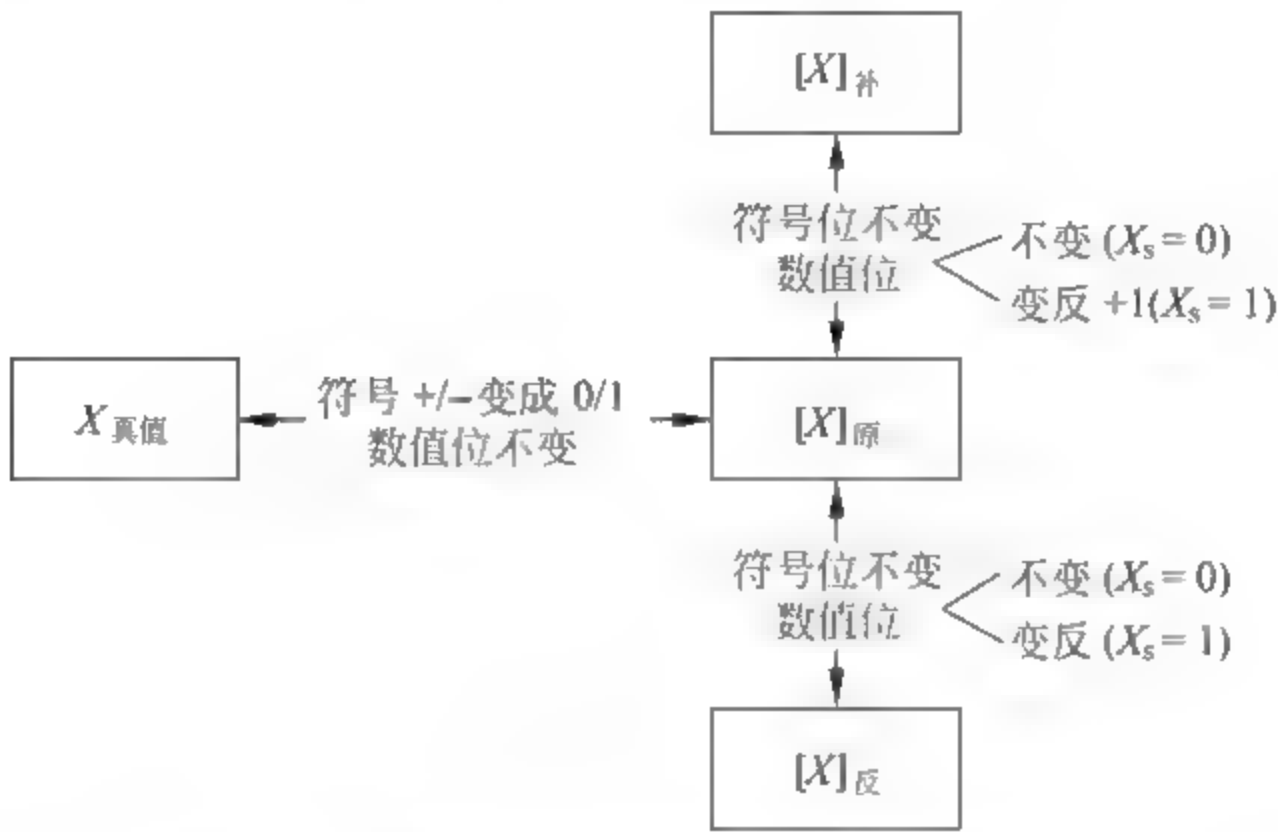 [X]补
符号位不变
数值位
不变 (Xs = 0)
变反 +1(Xs = 1)
X真值
符号 +/−变成 0/1
数值位不变
[X]原
符号位不变
数值位
不变 (Xs = 0)
变反 (Xs = 1)
[X]反